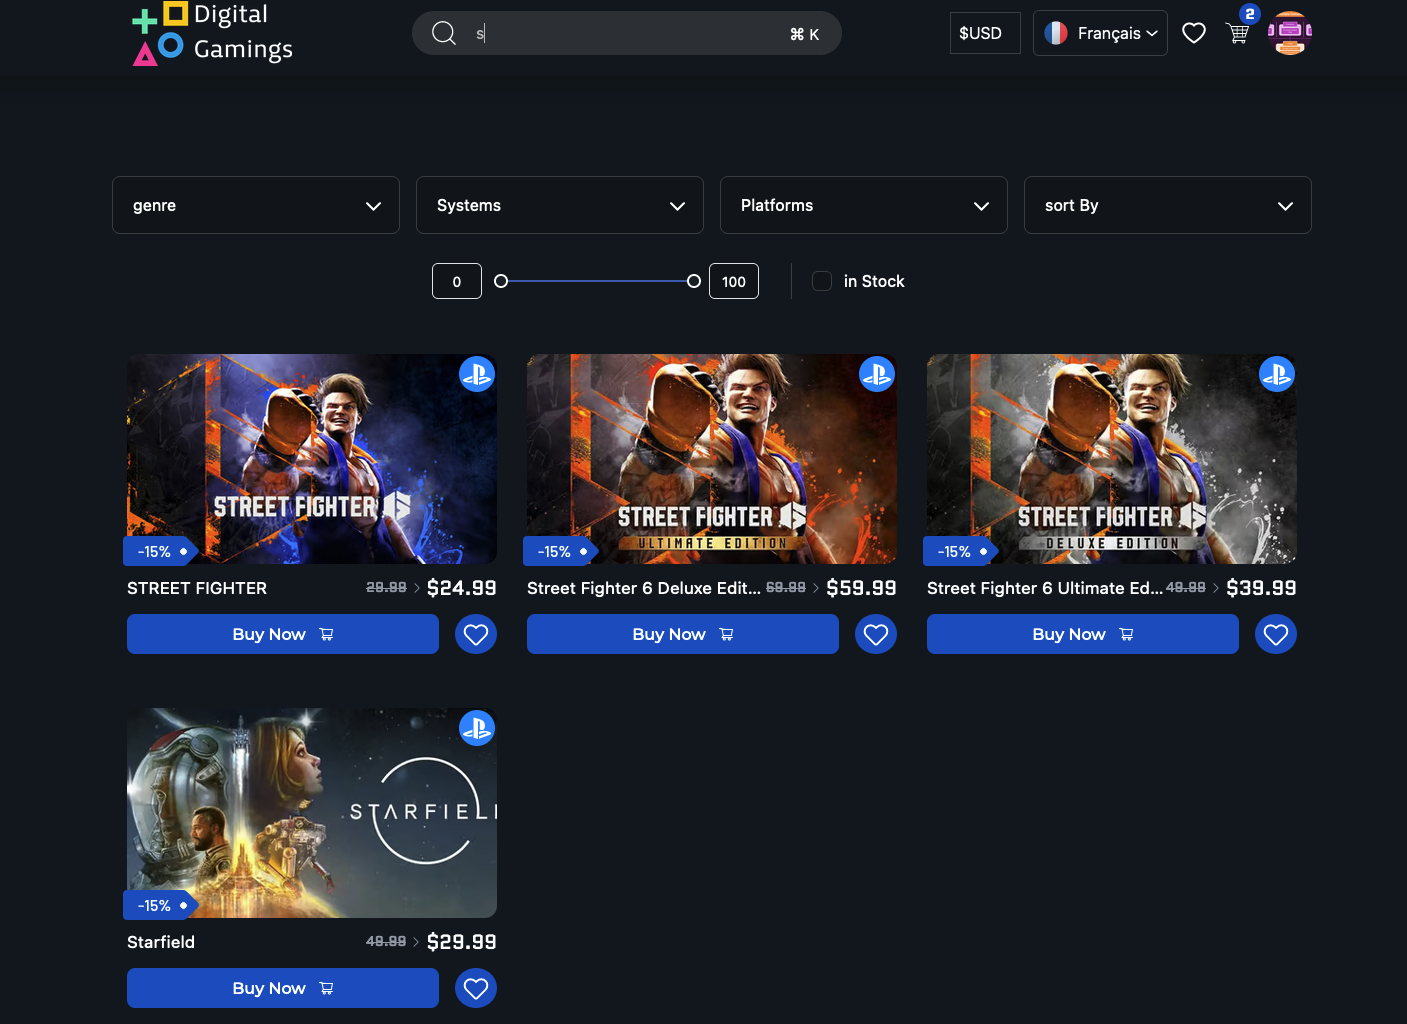 Digital
Gamings
s
⌘ K
$USD
Français
2
genre
Systems
Platforms
sort By
0
100
in Stock
STREET FIGHTER 6
-15%
STREET FIGHTER
29.99 > $24.99
Buy Now
STREET FIGHTER 6
ULTIMATE EDITION
-15%
Street Fighter 6 Deluxe Edit...
69.99 > $59.99
Buy Now
STREET FIGHTER 6
DELUXE EDITION
-15%
Street Fighter 6 Ultimate Ed...
49.99 > $39.99
Buy Now
STARFIEL
-15%
Starfield
49.99 > $29.99
Buy Now